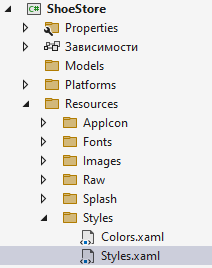 ShoeStore
Properties
Зависимости
Models
Platforms
Resources
AppIcon
Fonts
Images
Raw
Splash
Styles
Colors.xaml
Styles.xaml